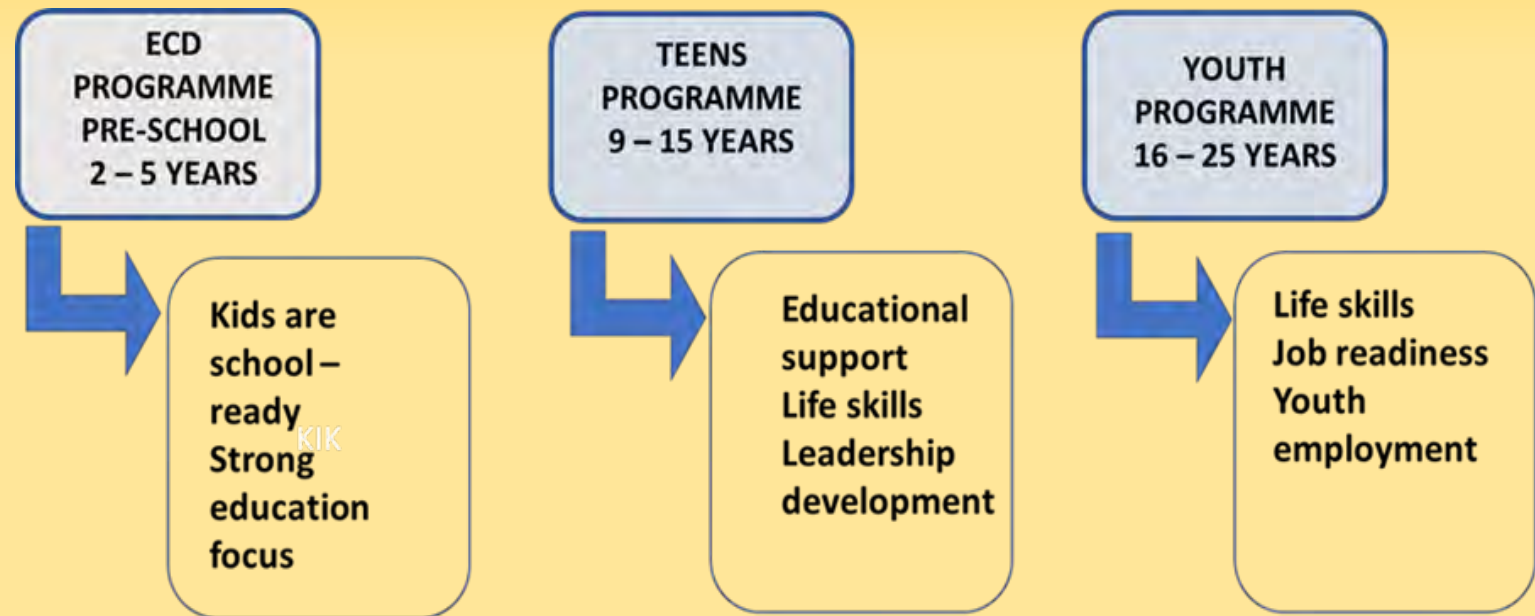 ECD
PROGRAMME
PRE-SCHOOL
2 – 5 YEARS
Kids are
school –
ready
KIK
Strong
education
focus
TEENS
PROGRAMME
9 – 15 YEARS
Educational
support
Life skills
Leadership
development
YOUTH
PROGRAMME
16 – 25 YEARS
Life skills
Job readiness
Youth
employment